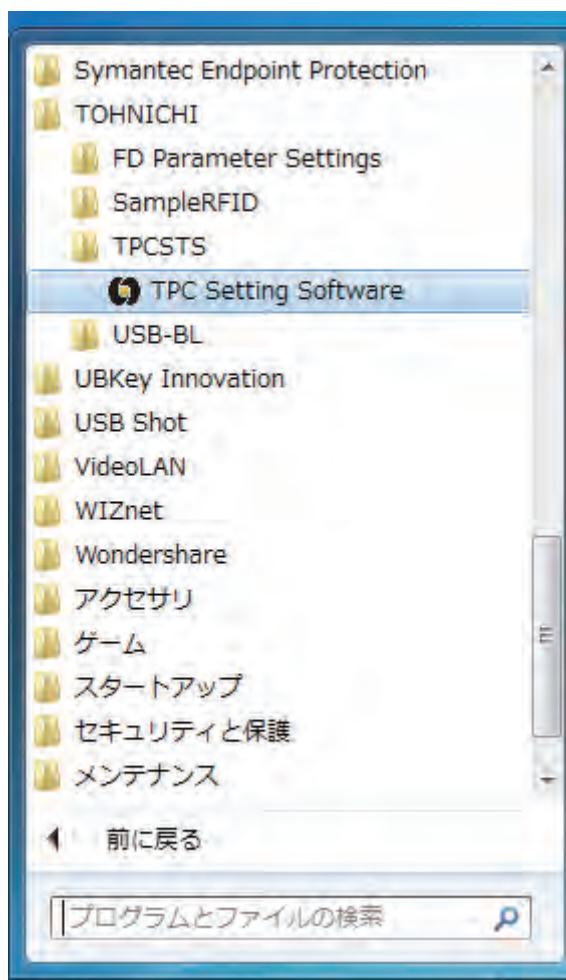 Symantec Endpoint Protection
TOHNICHI
FD Parameter Settings
SampleRFID
TPCSTS
TPC Setting Software
USB-BL
UBKey Innovation
USB Shot
VideoLAN
WIZnet
Wondershare
アクセサリ
ゲーム
スタートアップ
セキュリティと保護
メンテナンス
前に戻る
プログラムとファイルの検索